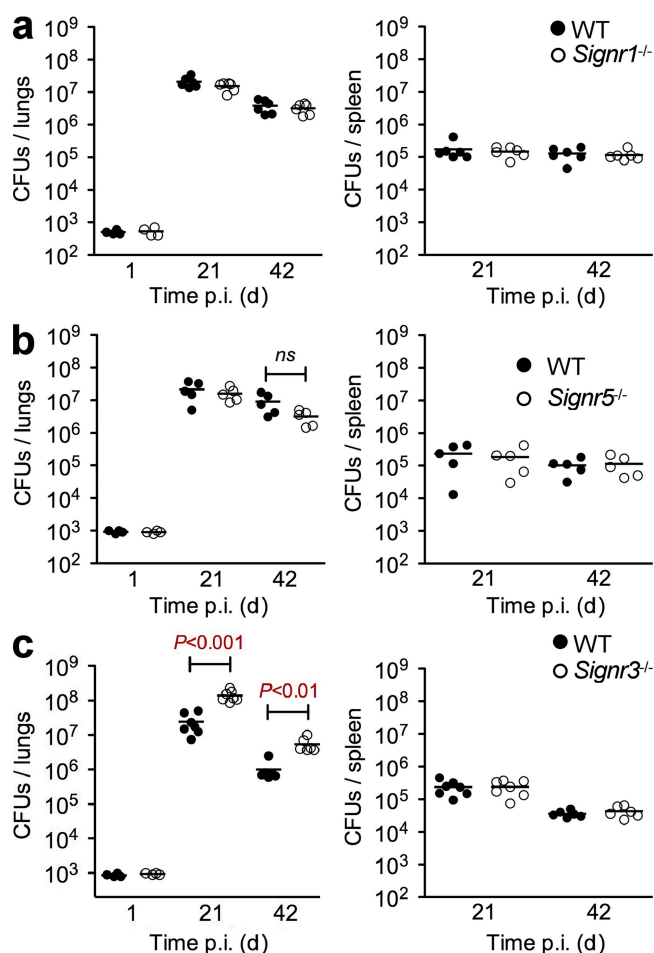 a
CFUs / lungs
10⁹
10⁸
10⁷
10⁶
10⁵
10⁴
10³
10²
1 21 42
Time p.i. (d)
CFUs / spleen
10⁹
10⁸
10⁷
10⁶
10⁵
10⁴
10³
10²
21 42
Time p.i. (d)
WT
Signr1⁻/⁻
b
CFUs / lungs
10⁹
10⁸
10⁷
10⁶
10⁵
10⁴
10³
10²
ns
1 21 42
Time p.i. (d)
CFUs / spleen
10⁹
10⁸
10⁷
10⁶
10⁵
10⁴
10³
10²
21 42
Time p.i. (d)
WT
Signr5⁻/⁻
c
CFUs / lungs
10⁹
10⁸
10⁷
10⁶
10⁵
10⁴
10³
P<0.001
P<0.01
1 21 42
Time p.i. (d)
CFUs / spleen
10⁹
10⁸
10⁷
10⁶
10⁵
10⁴
10³
10²
21 42
Time p.i. (d)
WT
Signr3⁻/⁻